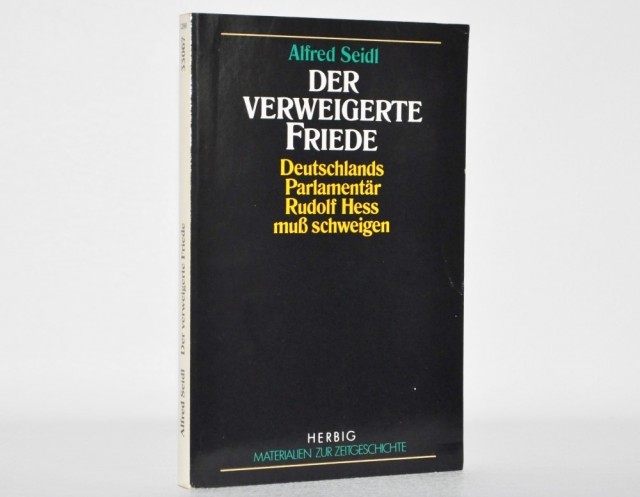 Alfred Seidl
DER
VERWEIGERTE
FRIEDE
Deutschlands
Parlamentär
Rudolf Hess
muß schweigen
HERBIG
MATERIALIEN ZUR ZEITGESCHICHTE
Alfred Seidl Der verweigerte Friede